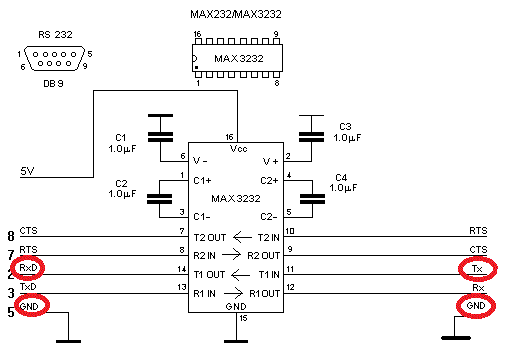 MAX232/MAX3232
RS 232
16 9
1 5
MAX3232
6 9
DB9
1 8
C1
1.0µF
C3
1.0µF
16
Vcc
5V
6 V- V+ 2
1 C1+ C2+ 4
C2
1.0µF
C4
1.0µF
MAX3232
3 C1- C2- 5
8 CTS 7 T2 OUT T2 IN 10 RTS
7 RTS 8 R2 IN R2 OUT 9 CTS
2 RxD 14 T1 OUT T1 IN 11 Tx
3 TxD 13 R1 IN R1 OUT 12 Rx
5 GND GND GND
15